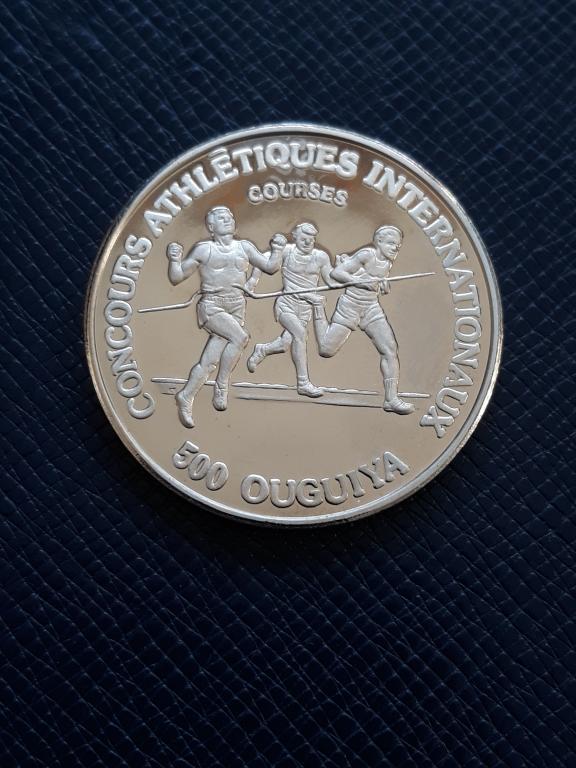 CONCOURS ATHLÉTIQUES INTERNATIONAUX
COURSES
500 OUGUIYA